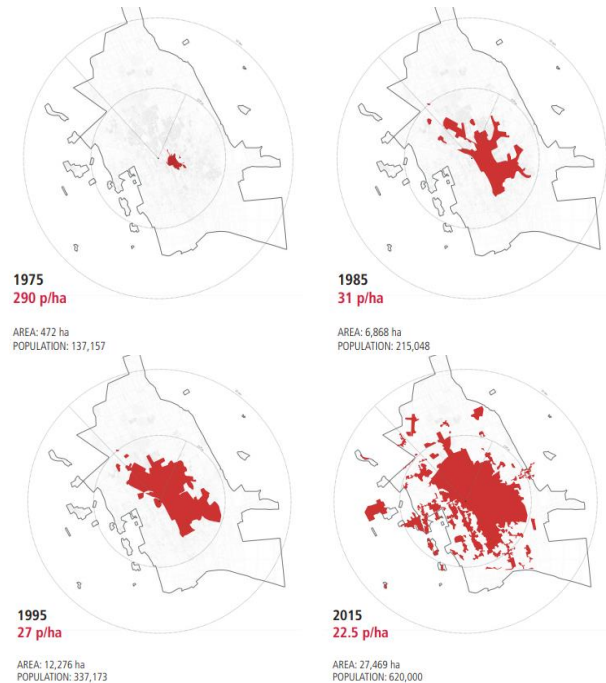 1975
290 p/ha
AREA: 472 ha
POPULATION: 137,157
1985
31 p/ha
AREA: 6,868 ha
POPULATION: 215,048
1995
27 p/ha
AREA: 12,276 ha
POPULATION: 337,173
2015
22.5 p/ha
AREA: 27,469 ha
POPULATION: 620,000